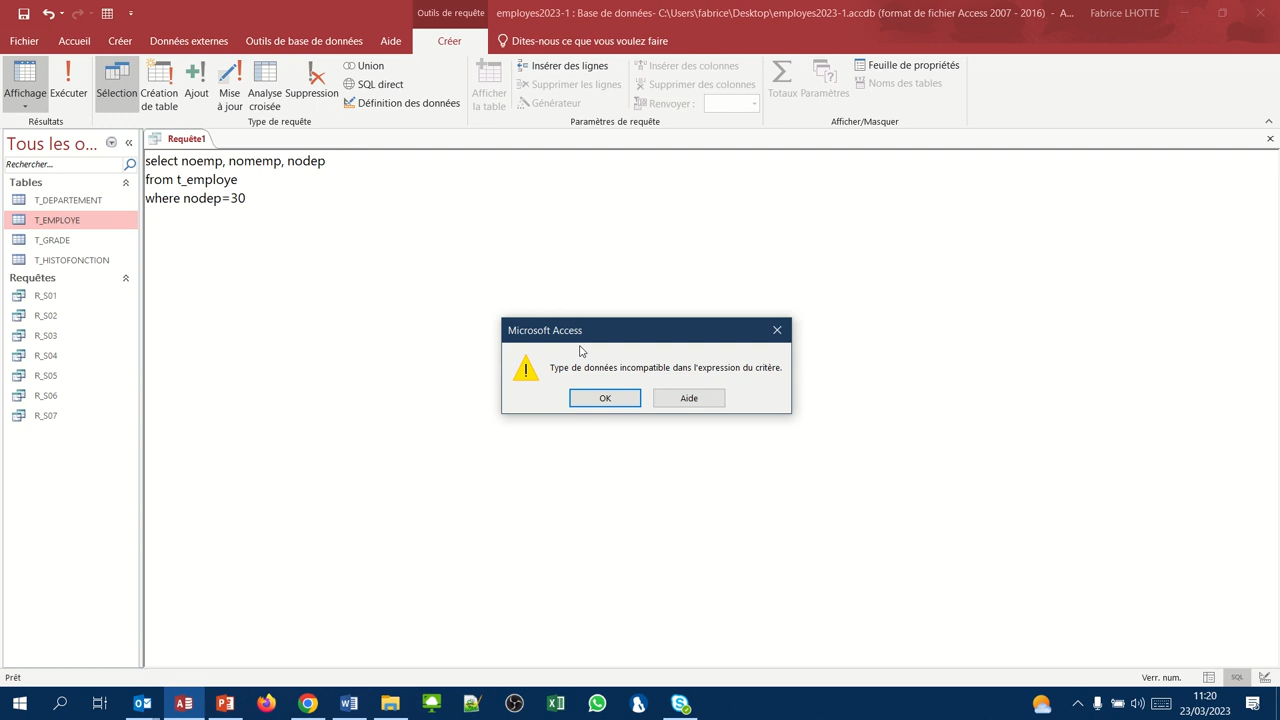 Outils de requête
employes2023-1 : Base de données- C:\Users\fabrice\Desktop\employes2023-1.accdb (format de fichier Access 2007 - 2016) - A...
Fabrice LHOTTE
Fichier Accueil Créer Données externes Outils de base de données Aide Créer Dites-nous ce que vous voulez faire
Affichage
Exécuter
Résultats
Sélection
Création de table
Ajout
Mise à jour
Analyse croisée
Suppression
Union
SQL direct
Définition des données
Type de requête
Afficher la table
Insérer des lignes
Supprimer les lignes
Générateur
Insérer des colonnes
Supprimer des colonnes
Renvoyer :
Paramètres de requête
Totaux
Paramètres
Feuille de propriétés
Noms des tables
Afficher/Masquer
Tous les o...
Rechercher...
Tables
T_DEPARTEMENT
T_EMPLOYE
T_GRADE
T_HISTOFONCTION
Requêtes
R_S01
R_S02
R_S03
R_S04
R_S05
R_S06
R_S07
Requête1
select noemp, nomemp, nodep
from t_employe
where nodep=30
Microsoft Access
Type de données incompatible dans l'expression du critère.
OK
Aide
Prêt
Verr. num.
SQL
11:20
23/03/2023